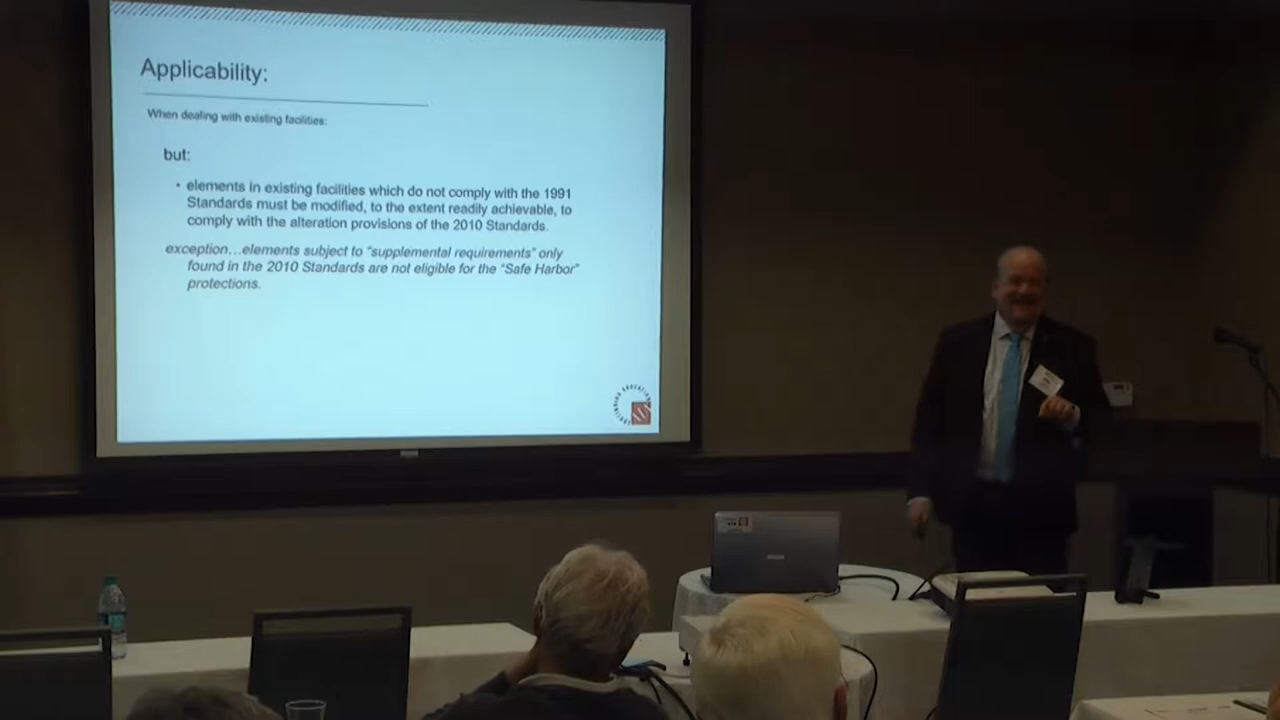 Applicability:
When dealing with existing facilities:
but:
• elements in existing facilities which do not comply with the 1991
Standards must be modified, to the extent readily achievable, to
comply with the alteration provisions of the 2010 Standards.
exception…elements subject to “supplemental requirements” only
found in the 2010 Standards are not eligible for the “Safe Harbor”
protections.
CONTINUING EDUCATION